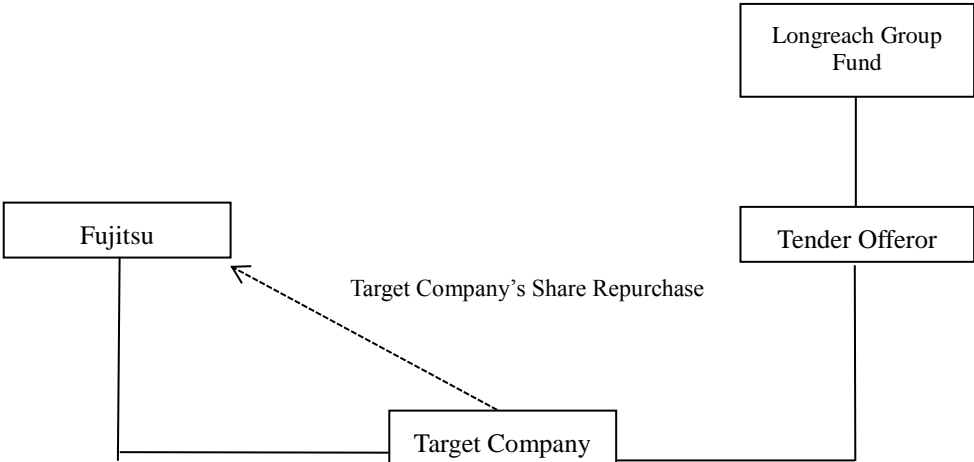 Longreach Group
Fund
Fujitsu
Tender Offeror
Target Company’s Share Repurchase
Target Company